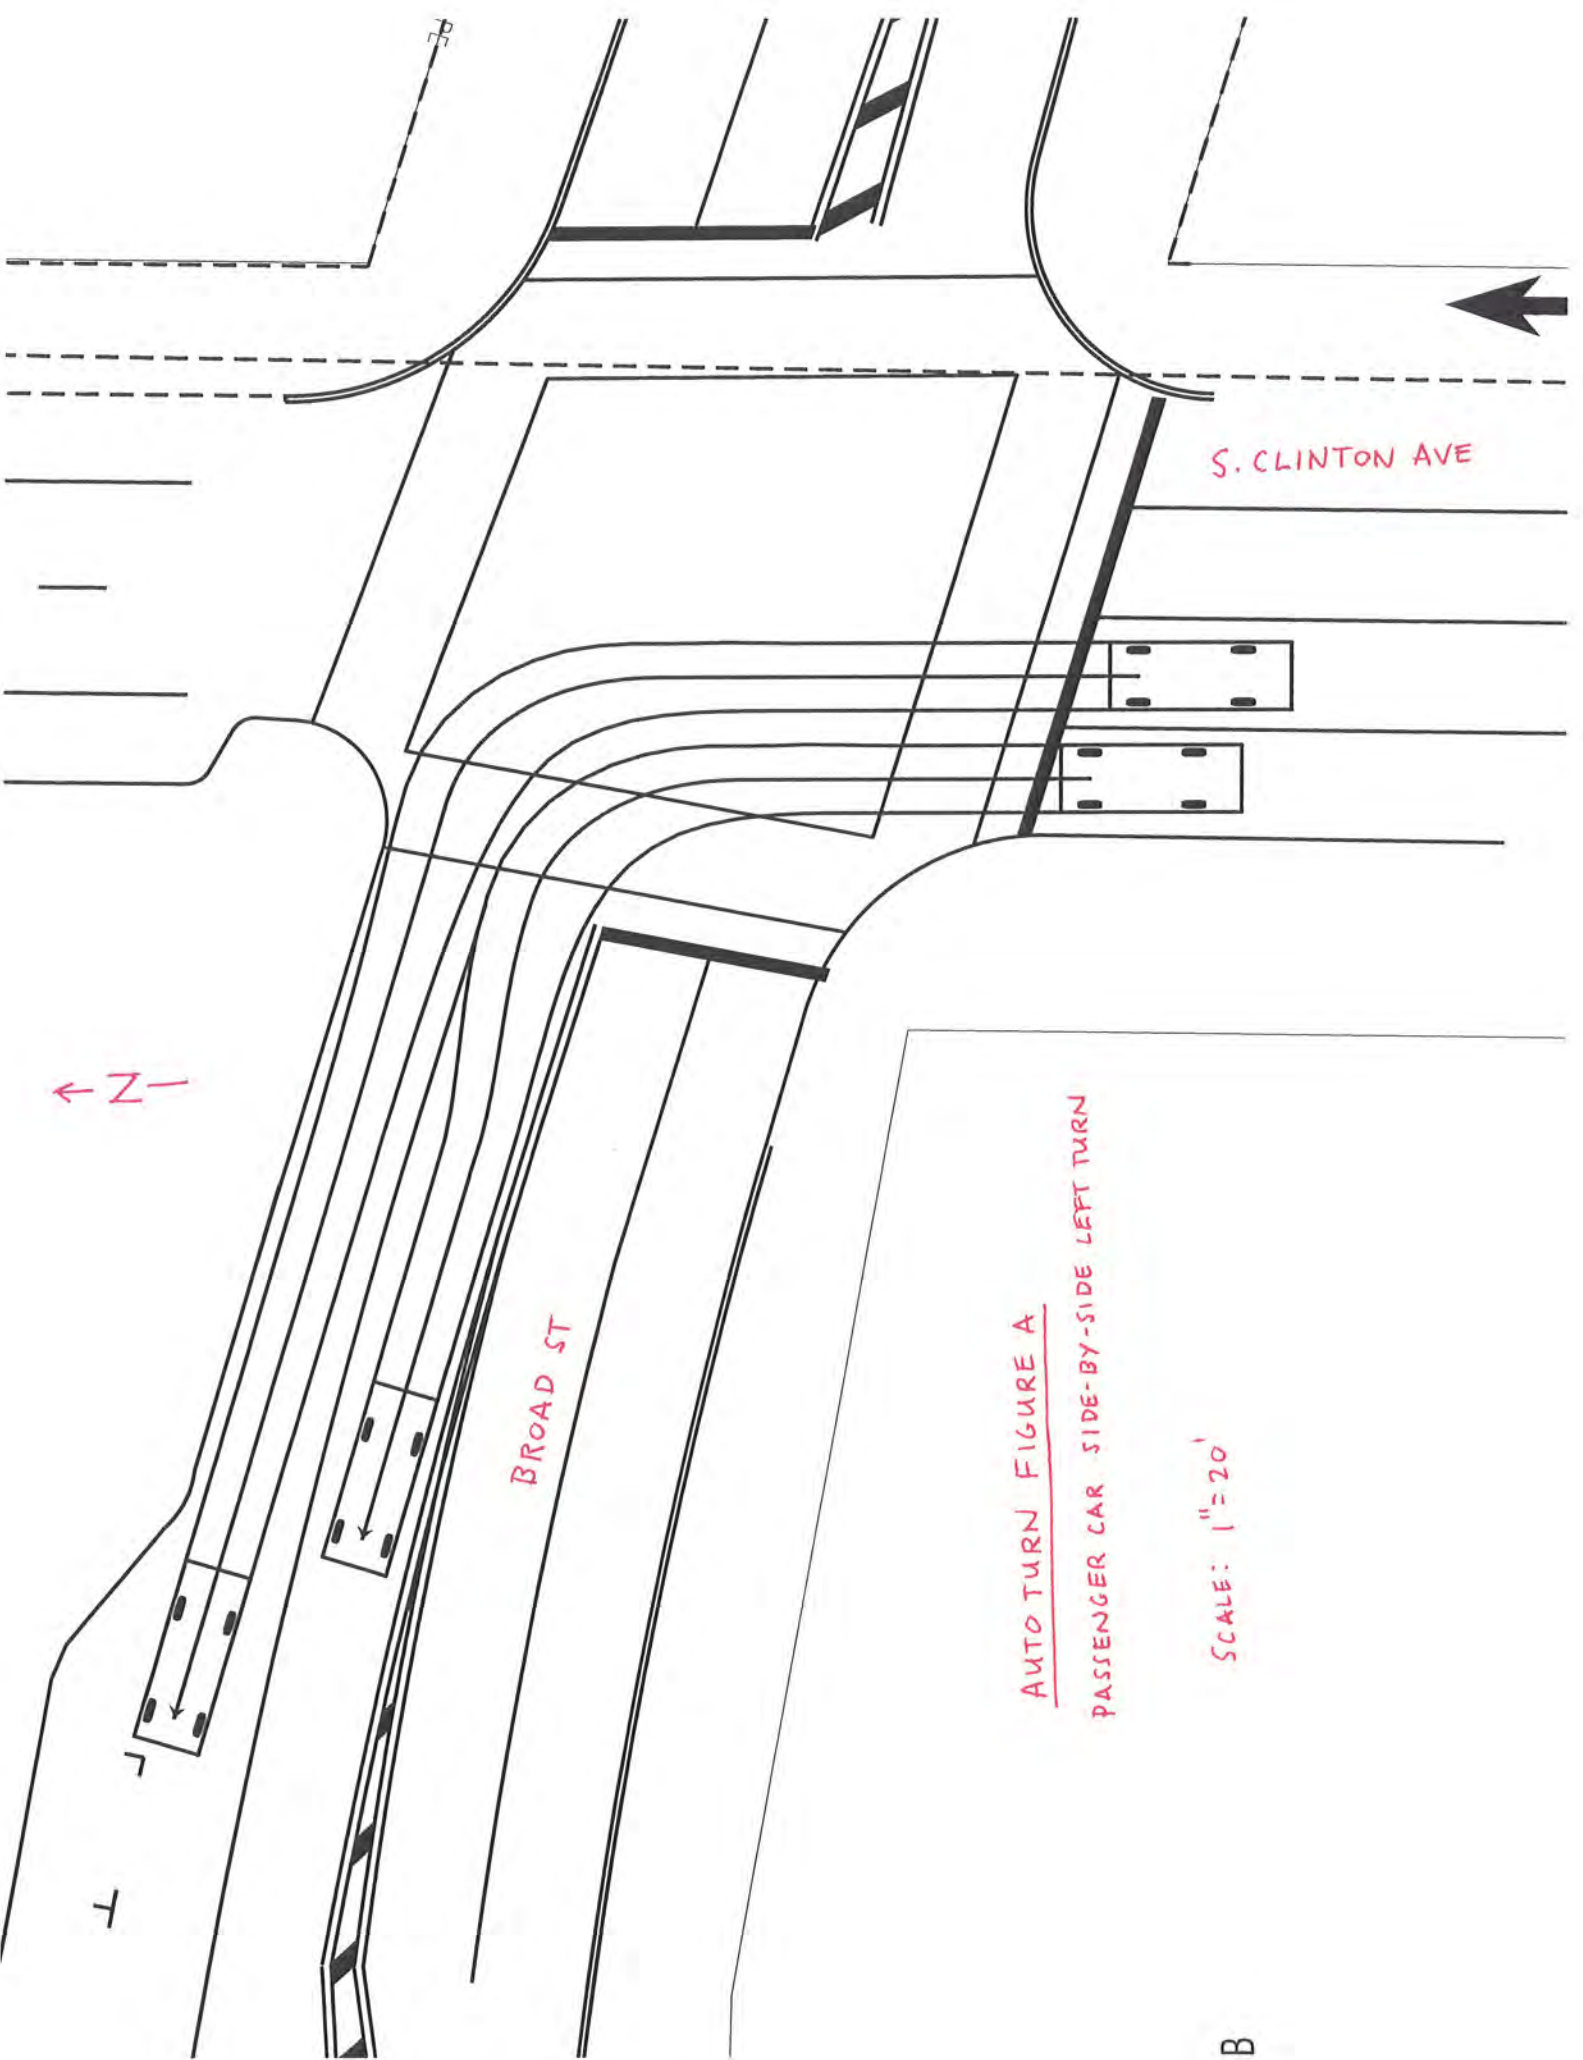 S. CLINTON AVE
N
BROAD ST
AUTO TURN FIGURE A
PASSENGER CAR SIDE-BY-SIDE LEFT TURN
SCALE: 1"=20'
B